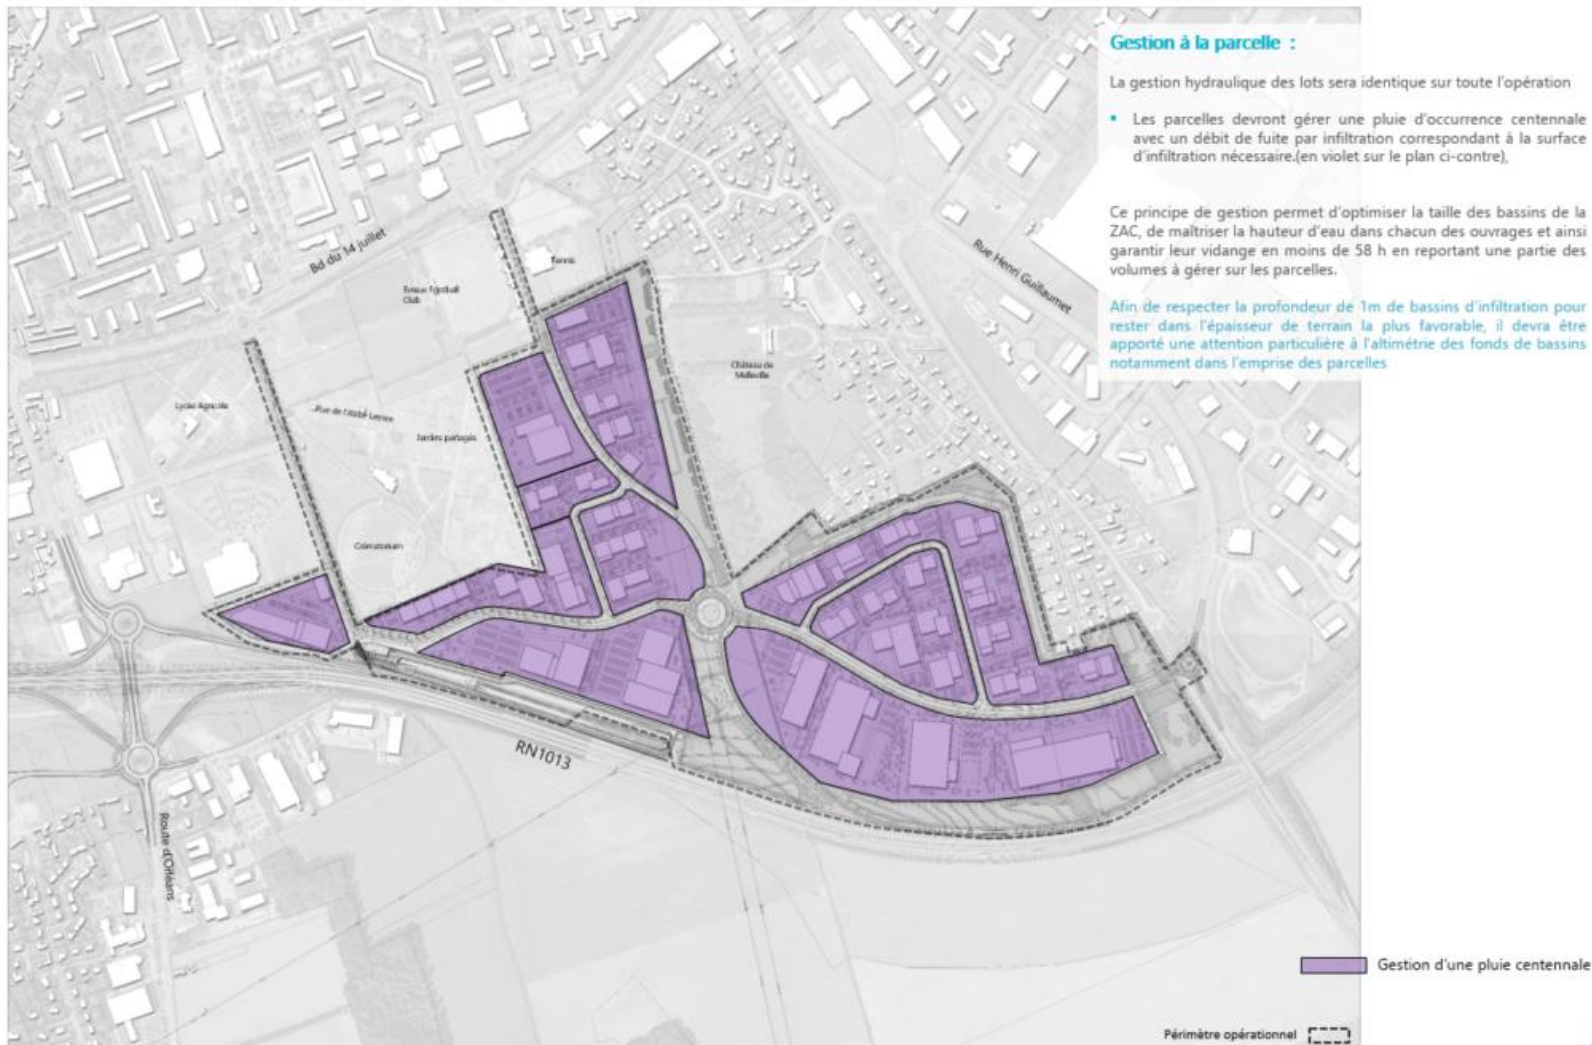 Gestion à la parcelle :
La gestion hydraulique des lots sera identique sur toute l'opération
▪ Les parcelles devront gérer une pluie d'occurrence centennale
avec un débit de fuite par infiltration correspondant à la surface
d'infiltration nécessaire.(en violet sur le plan ci-contre),
Ce principe de gestion permet d'optimiser la taille des bassins de la
ZAC, de maîtriser la hauteur d'eau dans chacun des ouvrages et ainsi
garantir leur vidange en moins de 58 h en reportant une partie des
volumes à gérer sur les parcelles.
Afin de respecter la profondeur de 1m de bassins d'infiltration pour
rester dans l'épaisseur de terrain la plus favorable, il devra être
apporté une attention particulière à l'altimétrie des fonds de bassins
notamment dans l'emprise des parcelles
Bd du 14 juillet
Tennis
Evreux Football
Club
Rue Henri Guillaumet
Château de
Melleville
Lycée Agricole
Jardins partagés
Crématorium
RN1013
Route d'Orléans
Gestion d'une pluie centennale
Périmètre opérationnel